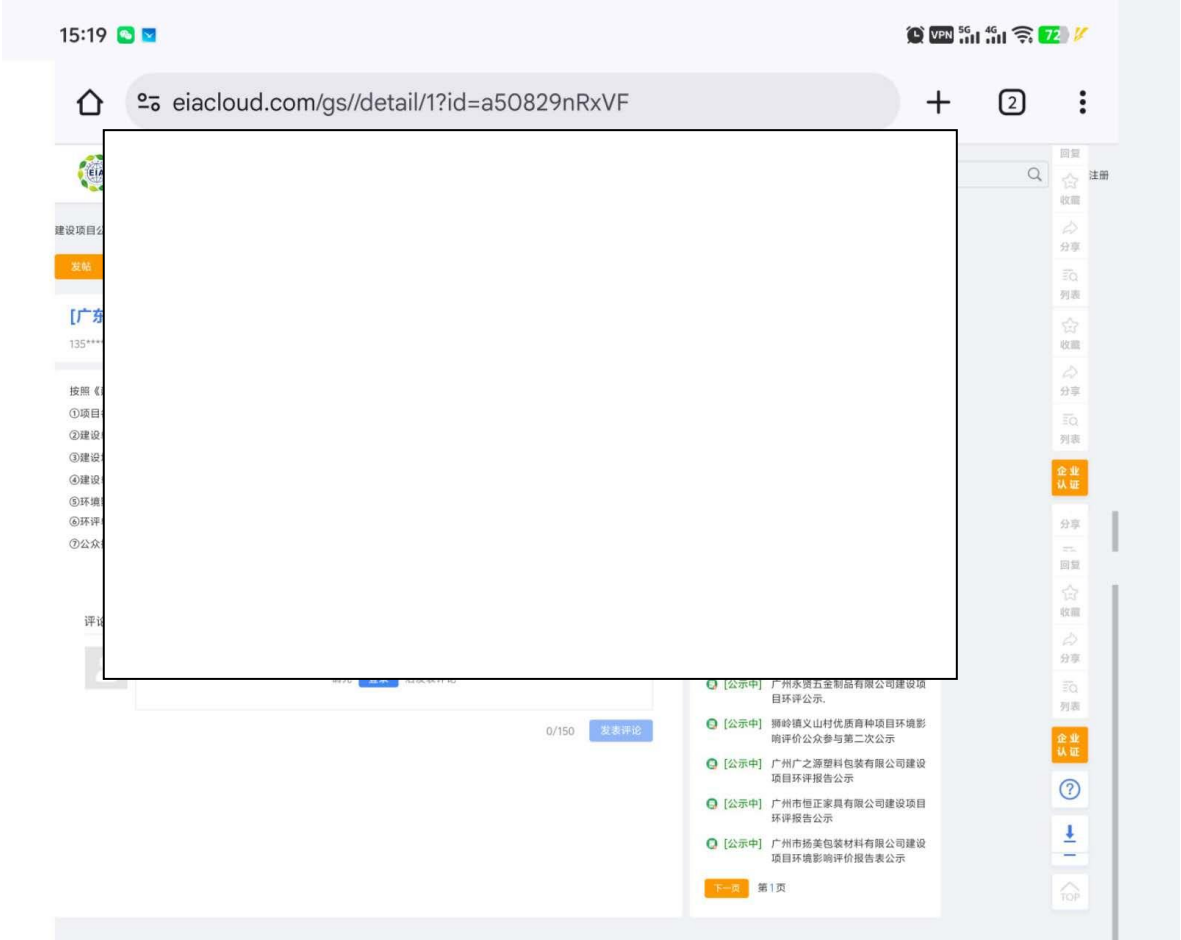 15:19
VPN 5G 4G 72
eiacloud.com/gs//detail/1?id=a50829nRxVF
2
EIA
注册
建设项目
发帖
[广东
135****
按照《
①项目
②建设
③建设
④建设
⑤环境
⑥环评
⑦公众
评论
0/150 发表评论
[公示中] 广州永贤五金制品有限公司建设项
目环评公示.
[公示中] 狮岭镇义山村优质育种项目环境影
响评价公众参与第二次公示
[公示中] 广州广之源塑料包装有限公司建设
项目环评报告公示
[公示中] 广州市恒正家具有限公司建设项目
环评报告公示
[公示中] 广州市扬美包装材料有限公司建设
项目环境影响评价报告表公示
下一页 第1页
回复
收藏
分享
列表
收藏
分享
列表
企业
认证
分享
回复
收藏
分享
列表
企业
认证
TOP